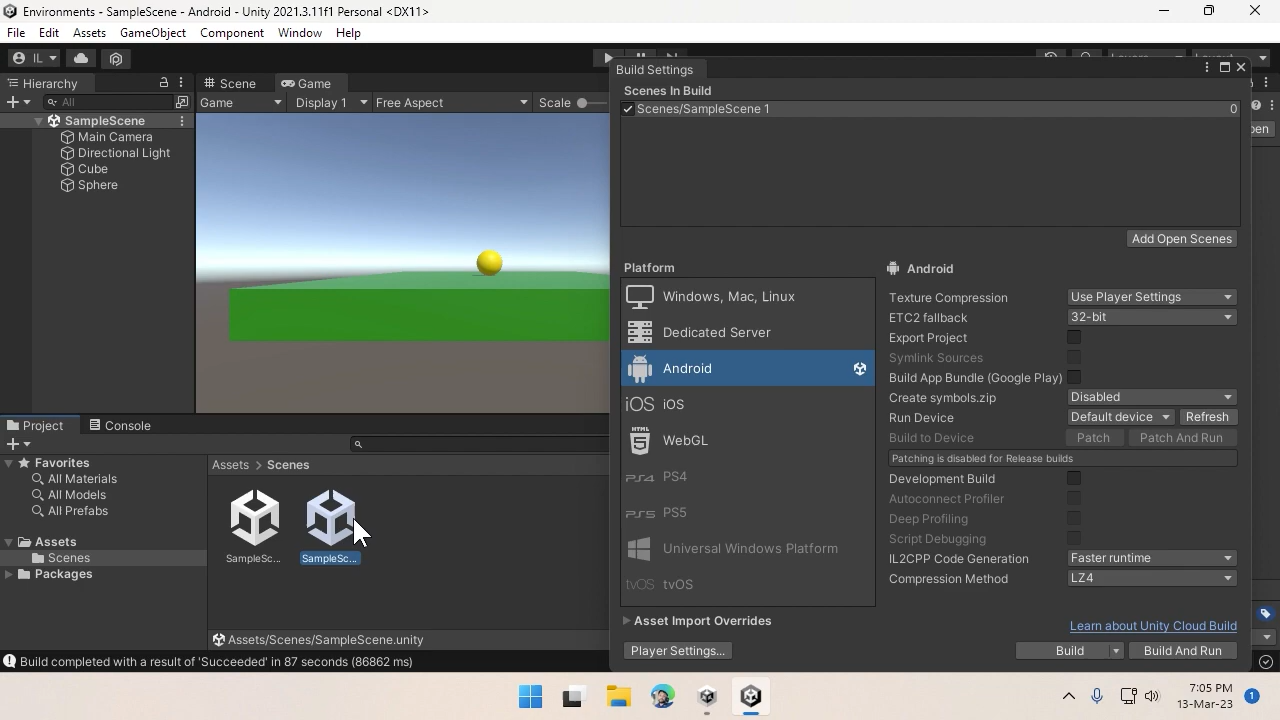 Environments - SampleScene - Android - Unity 2021.3.11f1 Personal <DX11>
File Edit Assets GameObject Component Window Help
IL
Hierarchy
All
SampleScene
Main Camera
Directional Light
Cube
Sphere
Scene Game
Game Display 1 Free Aspect Scale
Build Settings
Scenes In Build
Scenes/SampleScene 1 0
Add Open Scenes
Platform
Windows, Mac, Linux
Dedicated Server
Android
iOS iOS
HTML
WebGL
PS4 PS4
PS5 PS5
Universal Windows Platform
tvOS tvOS
Android
Texture Compression Use Player Settings
ETC2 fallback 32-bit
Export Project
Symlink Sources
Build App Bundle (Google Play)
Create symbols.zip Disabled
Run Device Default device Refresh
Build to Device Patch Patch And Run
Patching is disabled for Release builds
Development Build
Autoconnect Profiler
Deep Profiling
Script Debugging
IL2CPP Code Generation Faster runtime
Compression Method LZ4
Asset Import Overrides
Learn about Unity Cloud Build
Player Settings... Build Build And Run
Project Console
Favorites
All Materials
All Models
All Prefabs
Assets
Scenes
Packages
Assets > Scenes
SampleSc... SampleSc...
Assets/Scenes/SampleScene.unity
Build completed with a result of 'Succeeded' in 87 seconds (86862 ms)
7:05 PM
13-Mar-23
1